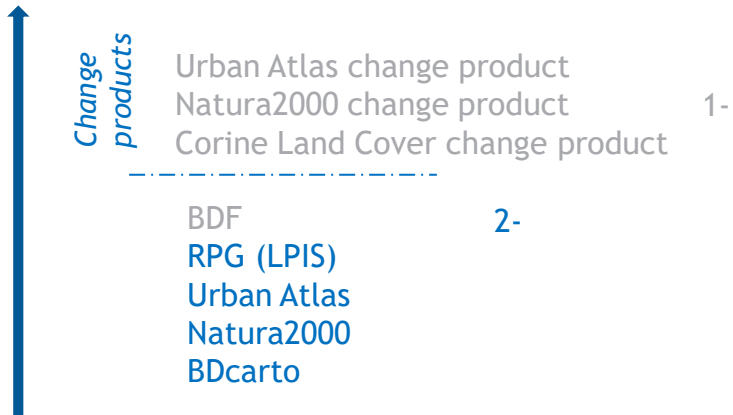 Change
products
Urban Atlas change product
Natura2000 change product 1-
Corine Land Cover change product
BDF 2-
RPG (LPIS)
Urban Atlas
Natura2000
BDcarto